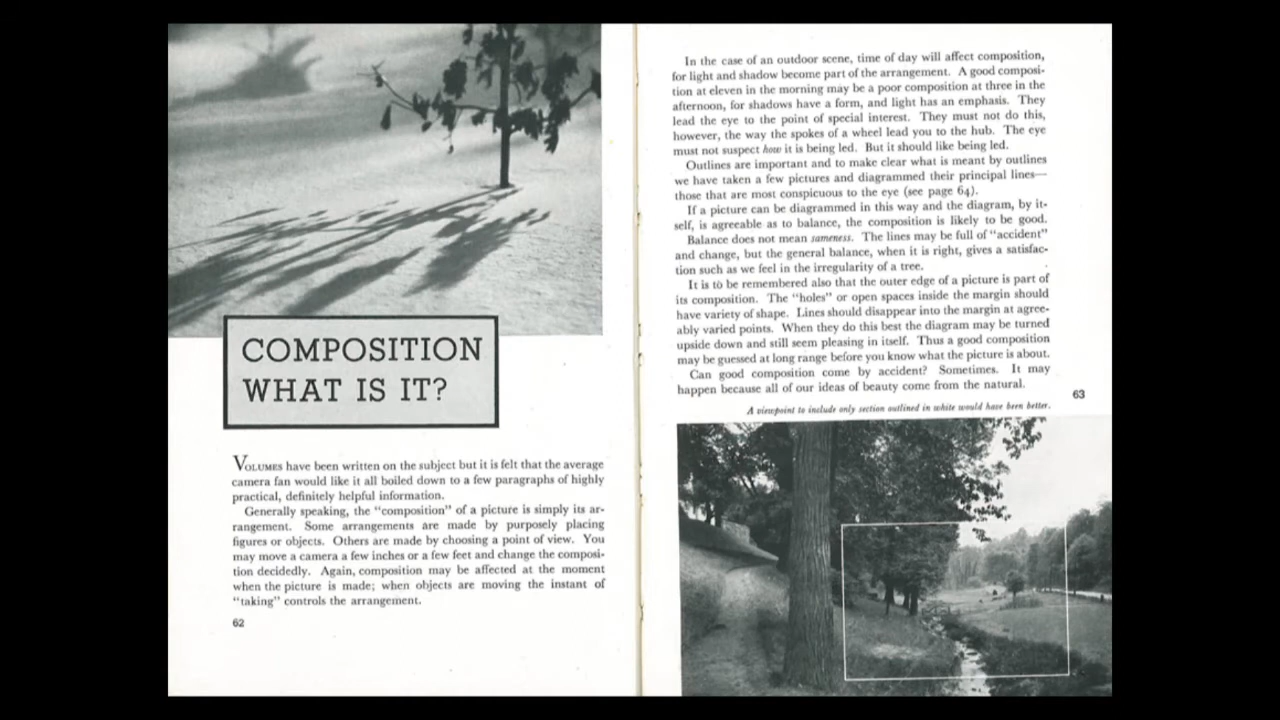 COMPOSITION
WHAT IS IT?
VOLUMES have been written on the subject but it is felt that the average
camera fan would like it all boiled down to a few paragraphs of highly
practical, definitely helpful information.
Generally speaking, the "composition" of a picture is simply its ar-
rangement. Some arrangements are made by purposely placing
figures or objects. Others are made by choosing a point of view. You
may move a camera a few inches or a few feet and change the composi-
tion decidedly. Again, composition may be affected at the moment
when the picture is made; when objects are moving the instant of
"taking" controls the arrangement.
62
In the case of an outdoor scene, time of day will affect composition,
for light and shadow become part of the arrangement. A good composi-
tion at eleven in the morning may be a poor composition at three in the
afternoon, for shadows have a form, and light has an emphasis. They
lead the eye to the point of special interest. They must not do this,
however, the way the spokes of a wheel lead you to the hub. The eye
must not suspect how it is being led. But it should like being led.
Outlines are important and to make clear what is meant by outlines
we have taken a few pictures and diagrammed their principal lines—
those that are most conspicuous to the eye (see page 64).
If a picture can be diagrammed in this way and the diagram, by it-
self, is agreeable as to balance, the composition is likely to be good.
Balance does not mean sameness. The lines may be full of "accident"
and change, but the general balance, when it is right, gives a satisfac-
tion such as we feel in the irregularity of a tree.
It is to be remembered also that the outer edge of a picture is part of
its composition. The "holes" or open spaces inside the margin should
have variety of shape. Lines should disappear into the margin at agree-
ably varied points. When they do this best the diagram may be turned
upside down and still seem pleasing in itself. Thus a good composition
may be guessed at long range before you know what the picture is about.
Can good composition come by accident? Sometimes. It may
happen because all of our ideas of beauty come from the natural.
63
A viewpoint to include only section outlined in white would have been better.